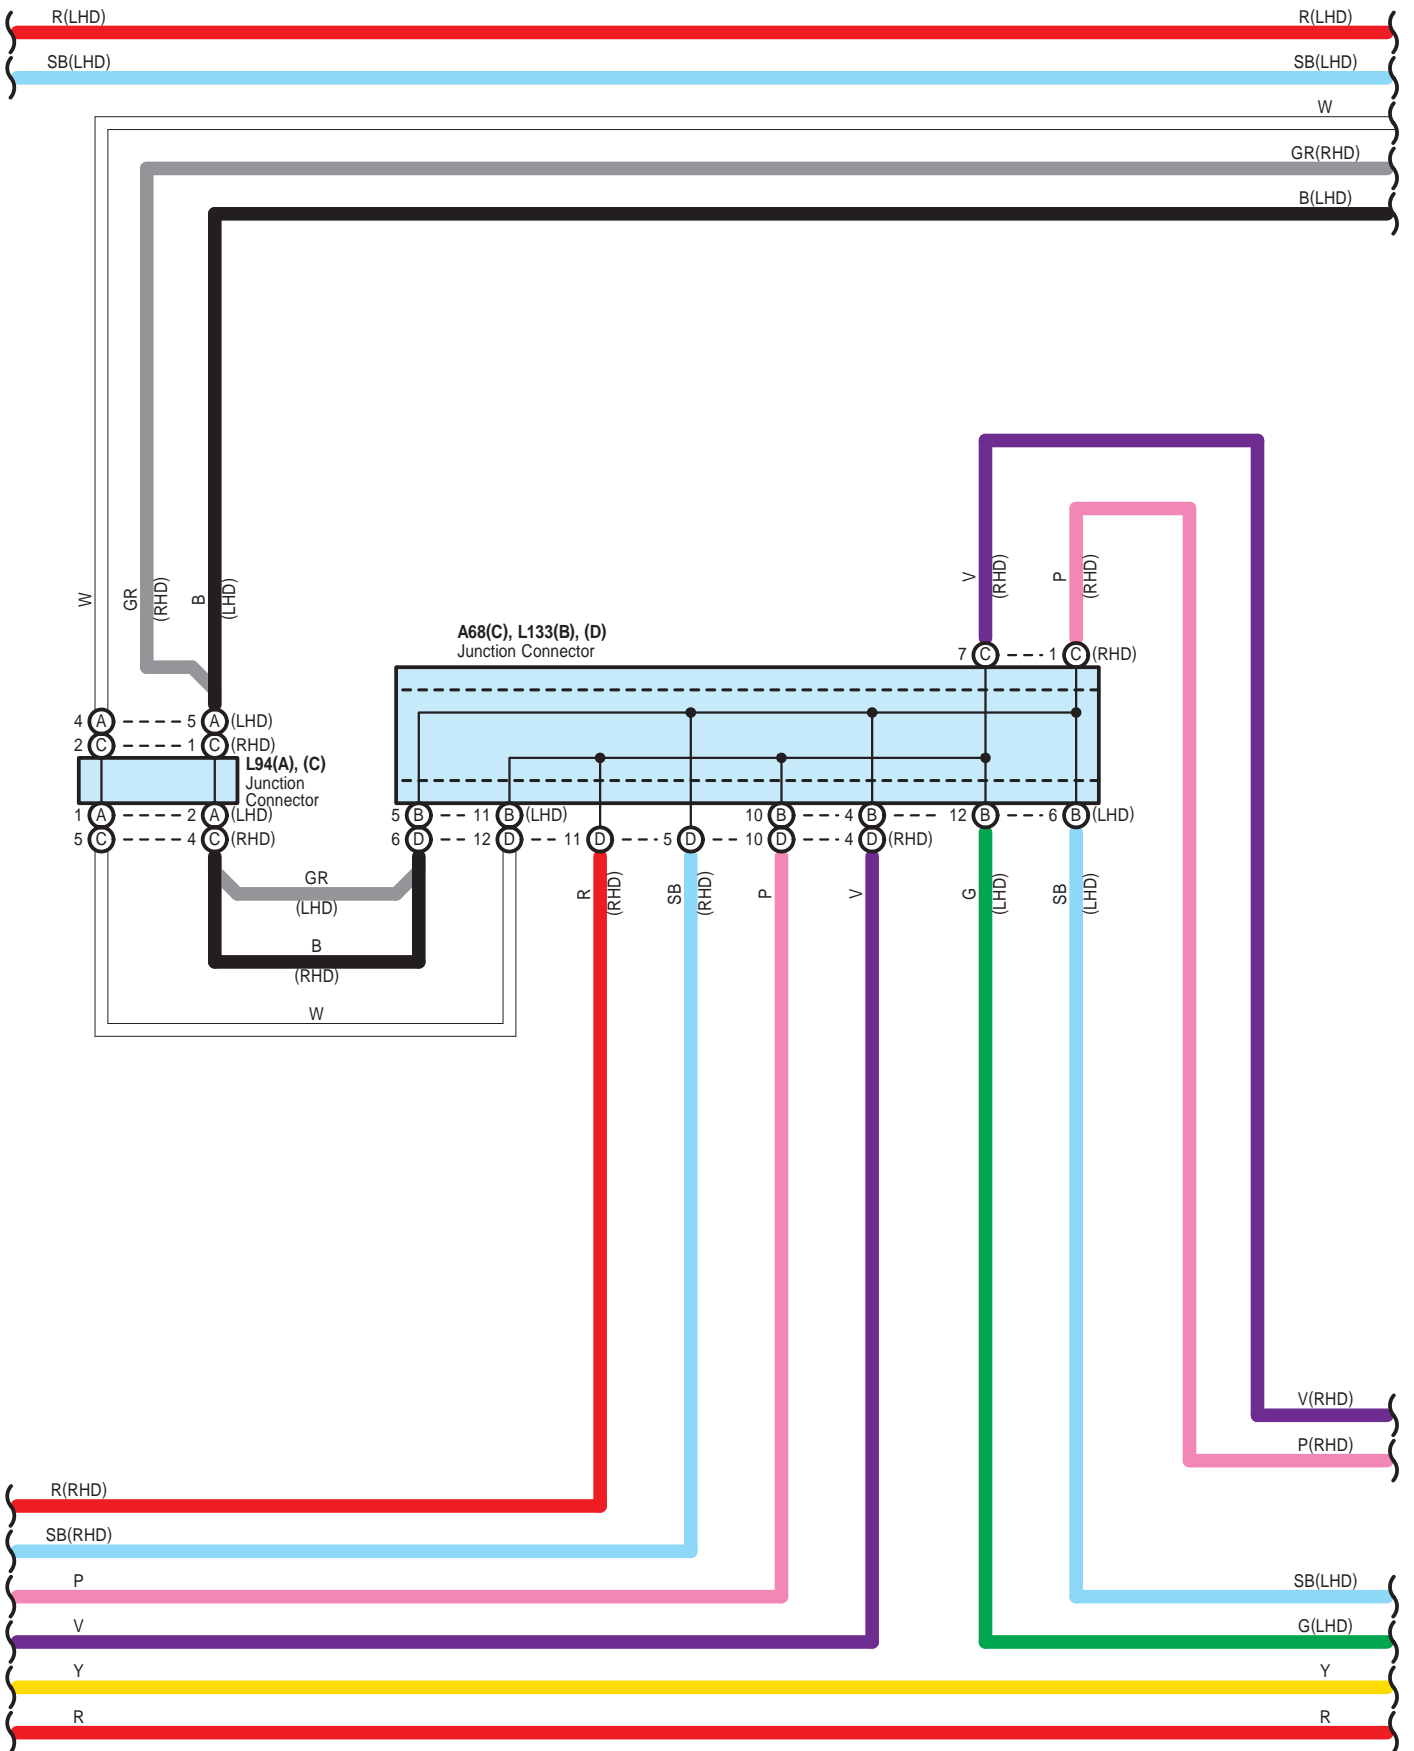 R(LHD) R(LHD)
SB(LHD) SB(LHD)
W
GR(RHD)
B(LHD)
W GR (RHD) B (LHD)
V (RHD) P (RHD)
A68(C), L133(B), (D)
Junction Connector
7 C 1 C (RHD)
4 A 5 A (LHD)
2 C 1 C (RHD)
L94(A), (C)
Junction
Connector
1 A 2 A (LHD) 5 B 11 B (LHD) 10 B 4 B 12 B 6 B (LHD)
5 C 4 C (RHD) 6 D 12 D 11 D 5 D 10 D 4 D (RHD)
GR
(LHD)
R (RHD) SB (RHD) P V G (LHD) SB (LHD)
B
(RHD)
W
V(RHD)
P(RHD)
R(RHD)
SB(RHD)
P SB(LHD)
V G(LHD)
Y Y
R R